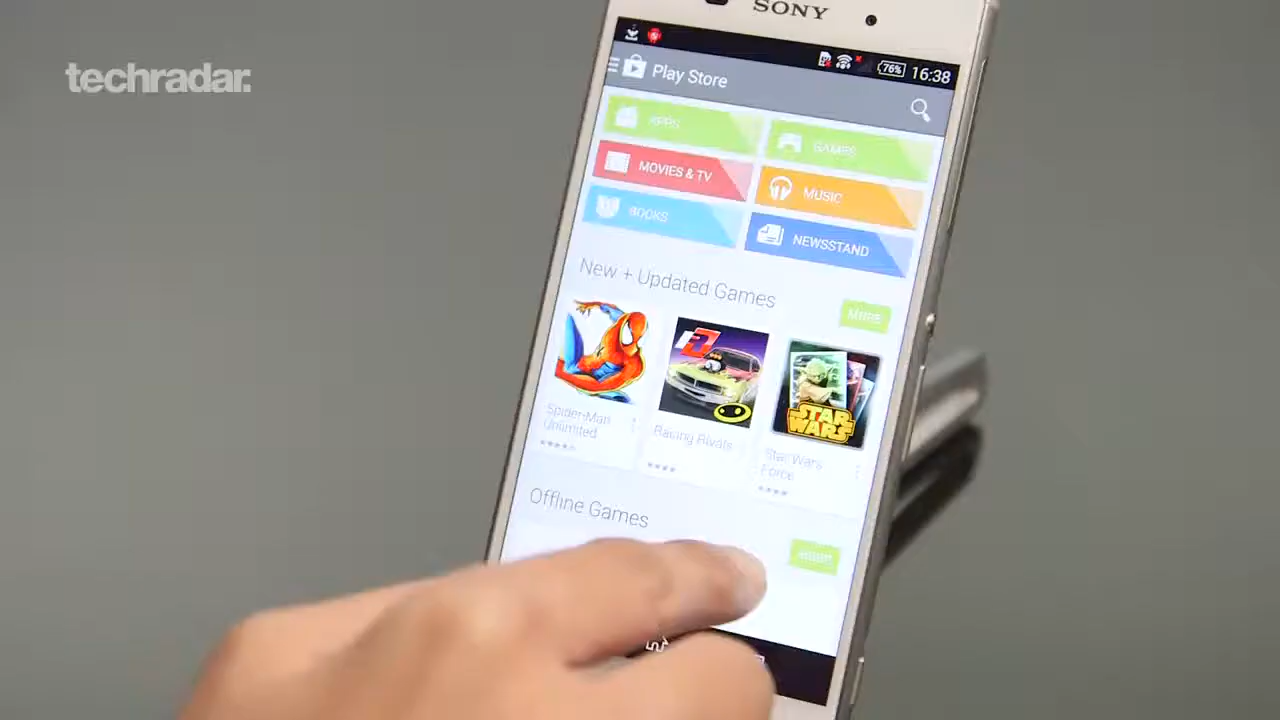 SONY
techradar.
76%
16:38
Play Store
APPS
GAMES
MOVIES & TV
MUSIC
BOOKS
NEWSSTAND
New + Updated Games
MORE
STAR
WARS
Spider-Man
Unlimited
Racing Rivals
Star Wars
Force
Offline Games
MORE